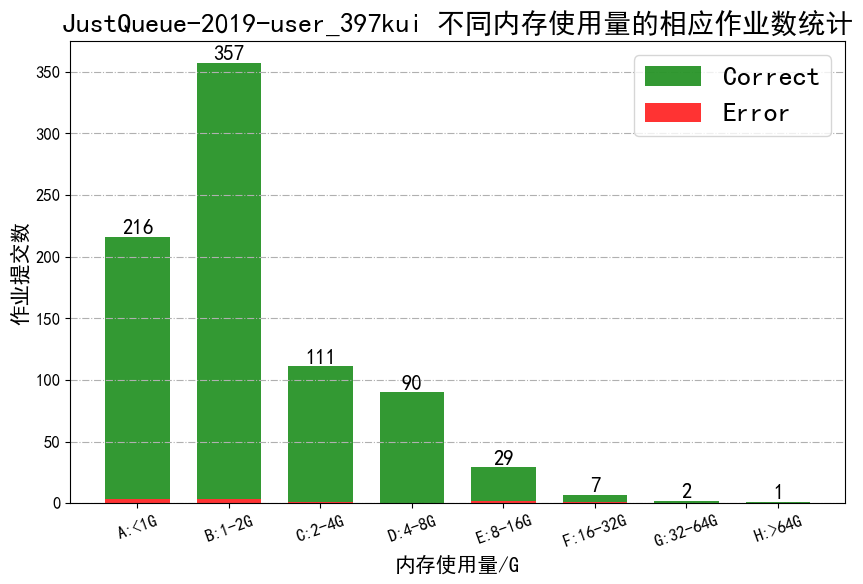 JustQueue-2019-user_397kui 不同内存使用量的相应作业数统计
Correct
Error
作业提交数
350
300
250
200
150
100
50
0
216
357
111
90
29
7
2
1
A:<1G
B:1-2G
C:2-4G
D:4-8G
E:8-16G
F:16-32G
G:32-64G
H:>64G
内存使用量/G